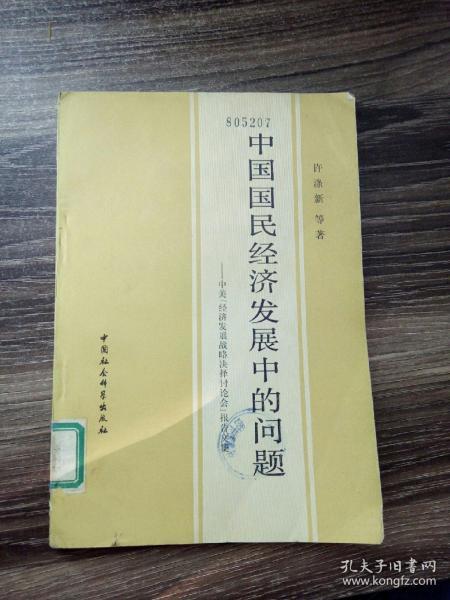 805207
中国国民经济发展中的问题
——中美「经济发展战略决择讨论会」报告文集
许涤新 等著
中国社会科学出版社
孔夫子旧书网
www.kongfz.com